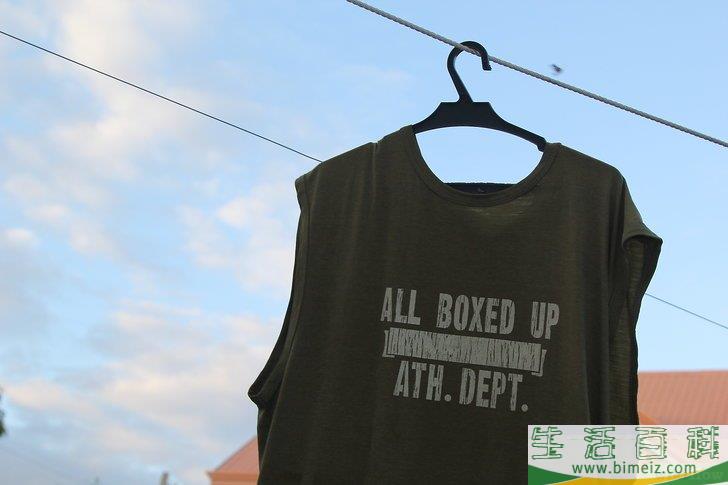 ALL BOXED UP
ATH. DEPT.
生活百科
www.bimeiz.com